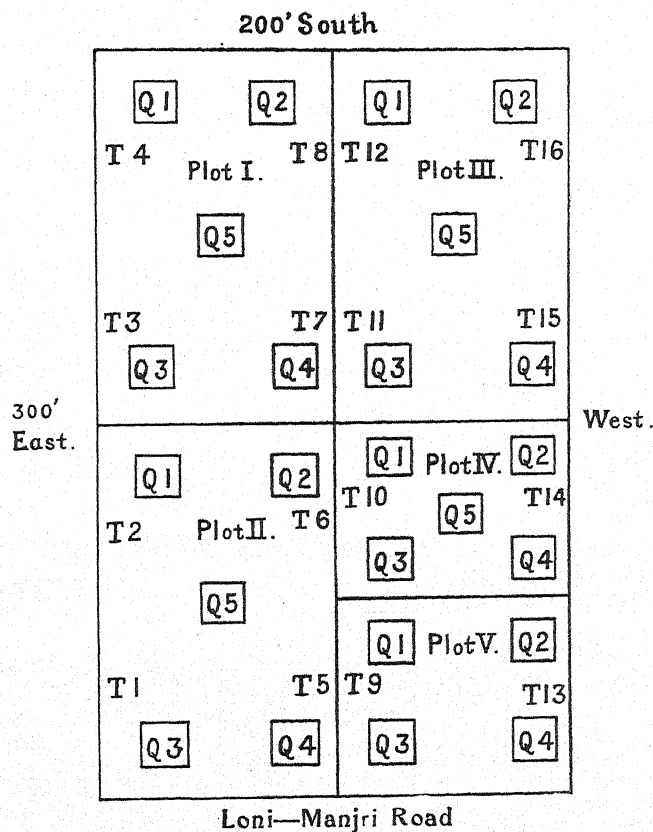 200' South
Q1 Q2 Q1 Q2
T4 Plot I. T8 T12 Plot III. T16
Q5 Q5
T3 T7 T11 T15
Q3 Q4 Q3 Q4
300'
East.
West.
Q1 Q2 Q1 Plot IV. Q2
T2 Plot II. T6 T10 Q5 T14
Q3 Q4
Q5
Q1 Plot V. Q2
T1 T5 T9 T13
Q3 Q4 Q3 Q4
Loni—Manjri Road